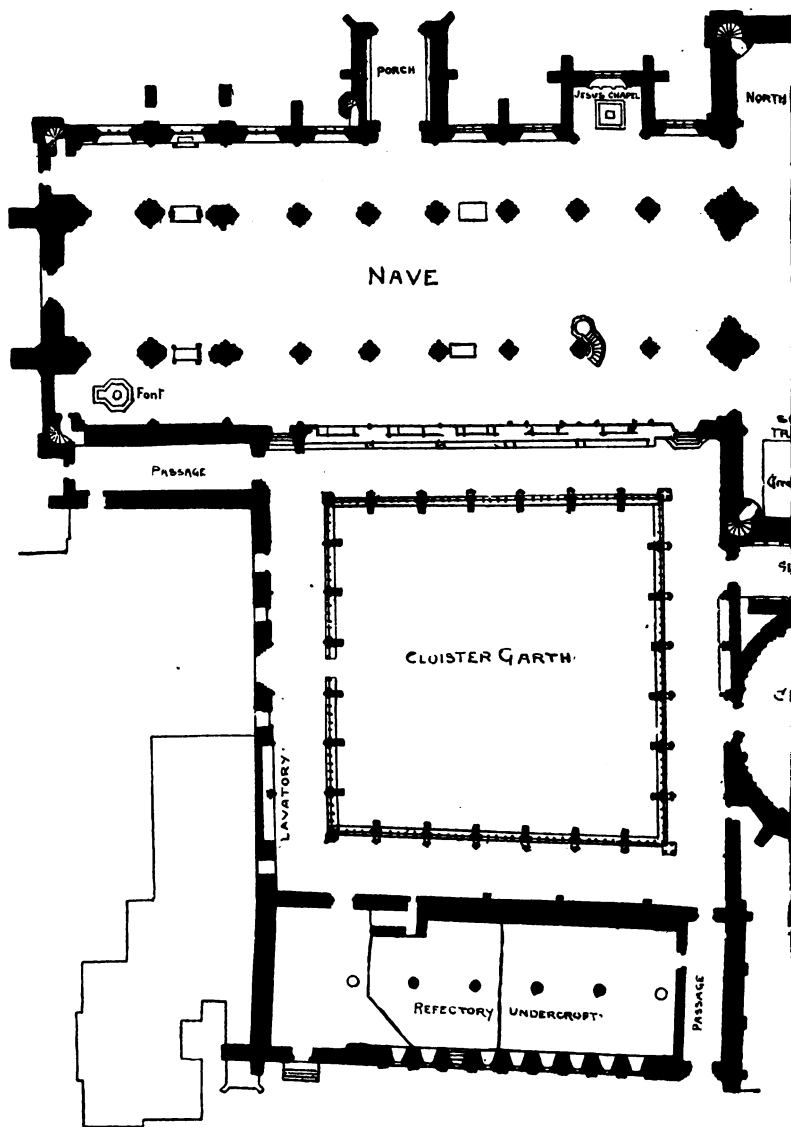 PORCH
JESUS CHAPEL
NORTH
NAVE
Font
PASSAGE
CLOISTER GARTH.
LAVATORY.
REFECTORY UNDERCROFT.
PASSAGE